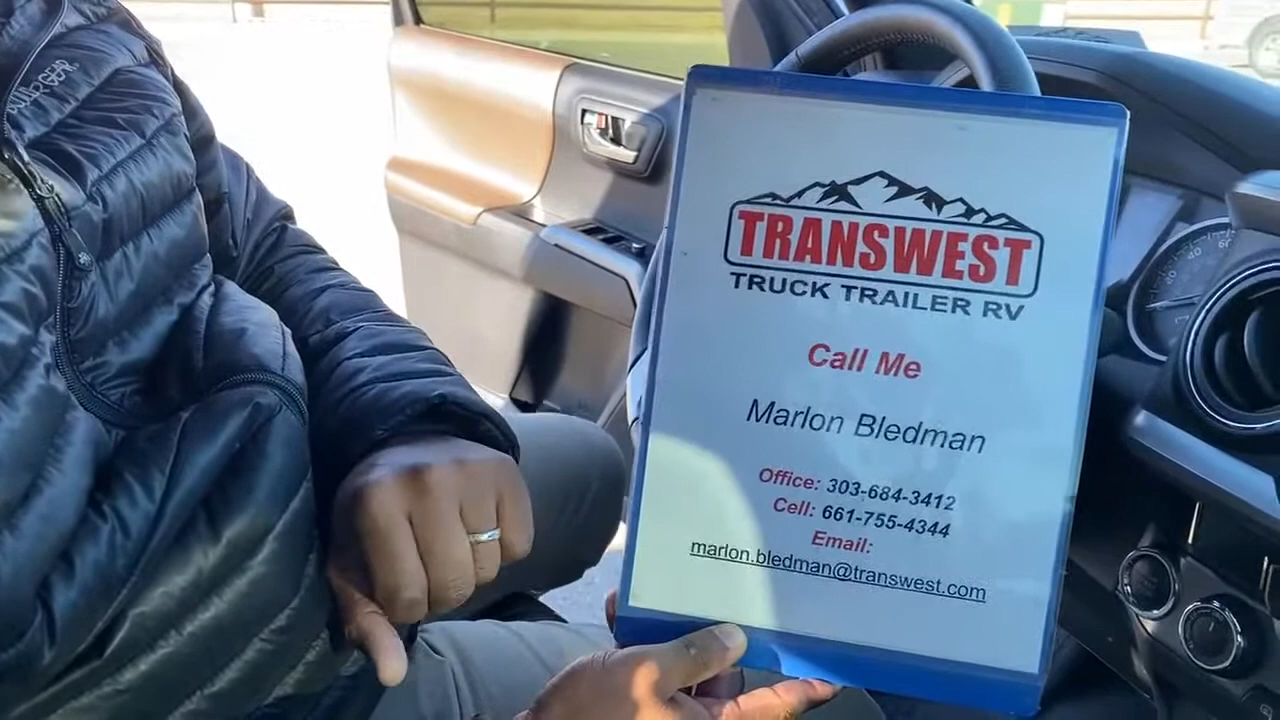 TRANSWEST
TRUCK TRAILER RV
Call Me
Marlon Bledman
Office: 303-684-3412
Cell: 661-755-4344
Email:
marlon.bledman@transwest.com